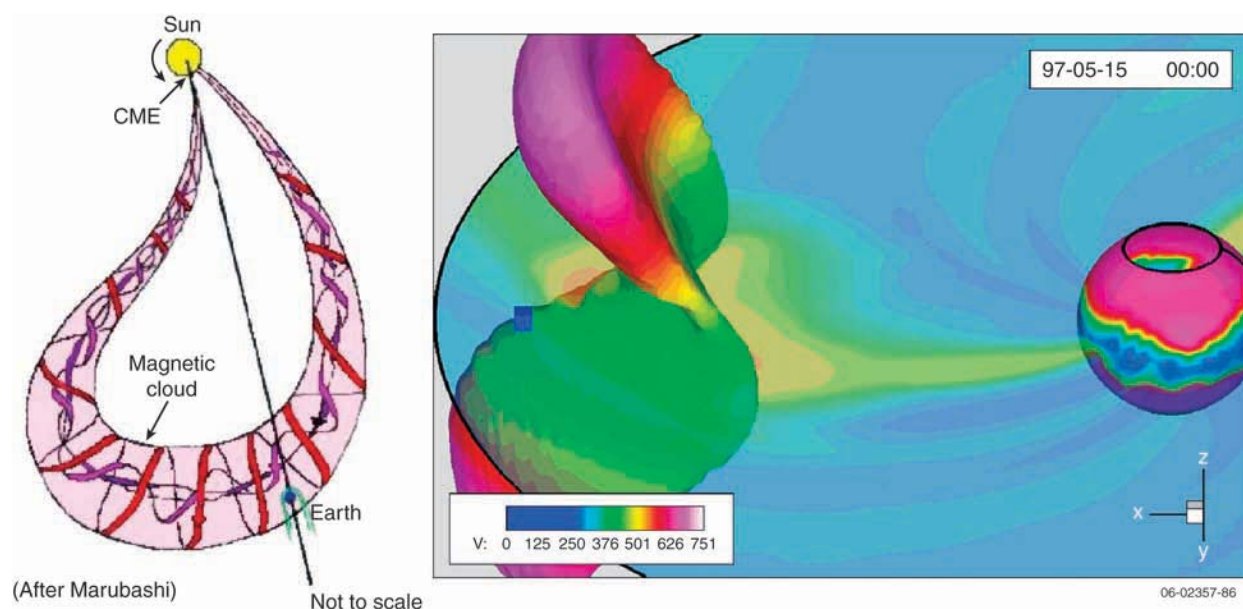 Sun
CME
Magnetic
cloud
Earth
(After Marubashi)
Not to scale
97-05-15 00:00
V: 0 125 250 376 501 626 751
z
x
y
06-02357-86